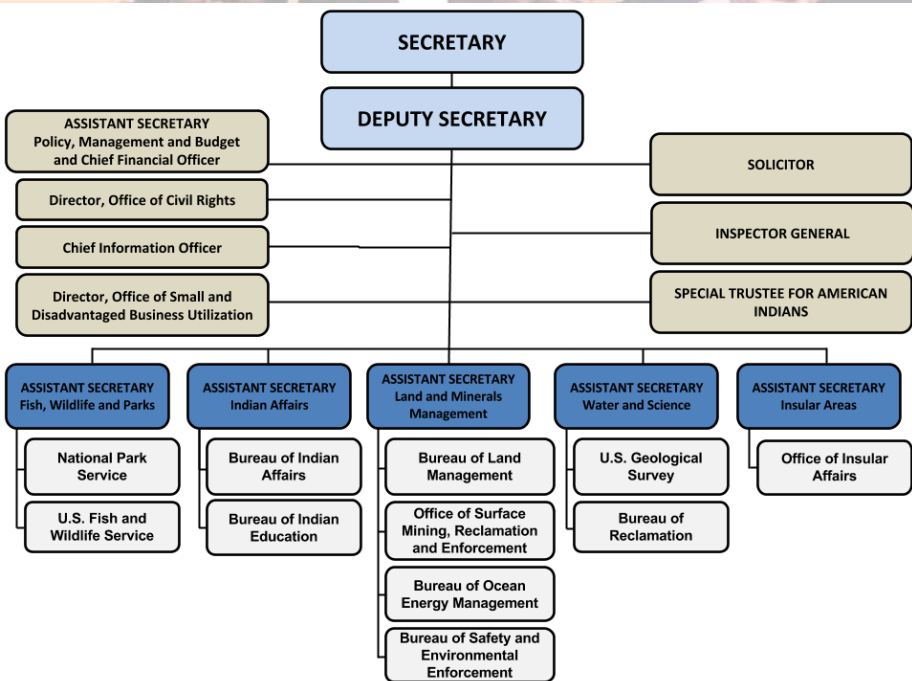 SECRETARY
DEPUTY SECRETARY
ASSISTANT SECRETARY
Policy, Management and Budget
and Chief Financial Officer
SOLICITOR
Director, Office of Civil Rights
INSPECTOR GENERAL
Chief Information Officer
Director, Office of Small and
Disadvantaged Business Utilization
SPECIAL TRUSTEE FOR AMERICAN
INDIANS
ASSISTANT SECRETARY
Fish, Wildlife and Parks
ASSISTANT SECRETARY
Indian Affairs
ASSISTANT SECRETARY
Land and Minerals
Management
ASSISTANT SECRETARY
Water and Science
ASSISTANT SECRETARY
Insular Areas
National Park
Service
U.S. Fish and
Wildlife Service
Bureau of Indian
Affairs
Bureau of Indian
Education
Bureau of Land
Management
Office of Surface
Mining, Reclamation
and Enforcement
Bureau of Ocean
Energy Management
Bureau of Safety and
Environmental
Enforcement
U.S. Geological
Survey
Bureau of
Reclamation
Office of Insular
Affairs